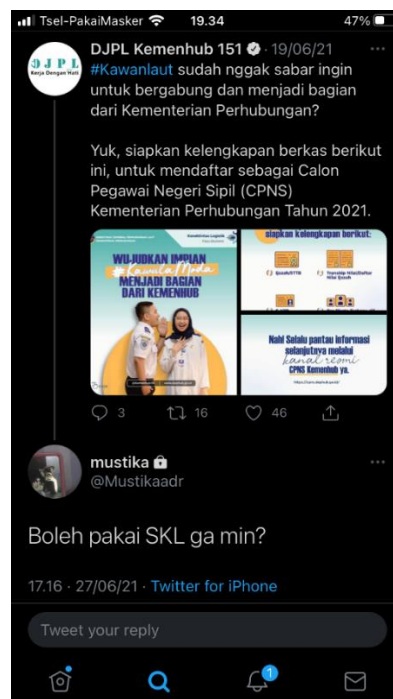 Tsel-PakaiMasker 19.34 47%
DJPL Kemenhub 151 · 19/06/21
DJPL
Kerja Dengan Hati
#Kawanlaut sudah nggak sabar ingin
untuk bergabung dan menjadi bagian
dari Kementerian Perhubungan?
Yuk, siapkan kelengkapan berkas berikut
ini, untuk mendaftar sebagai Calon
Pegawai Negeri Sipil (CPNS)
Kementerian Perhubungan Tahun 2021.
WUJUDKAN IMPIAN
#KawulaModa
MENJADI BAGIAN
DARI KEMENHUB
siapkan kelengkapan berikut:
Nah! Selalu pantau informasi
selanjutnya melalui
kanal resmi
CPNS Kemenhub ya.
3 16 46
mustika
@Mustikaadr
Boleh pakai SKL ga min?
17.16 · 27/06/21 · Twitter for iPhone
Tweet your reply
1